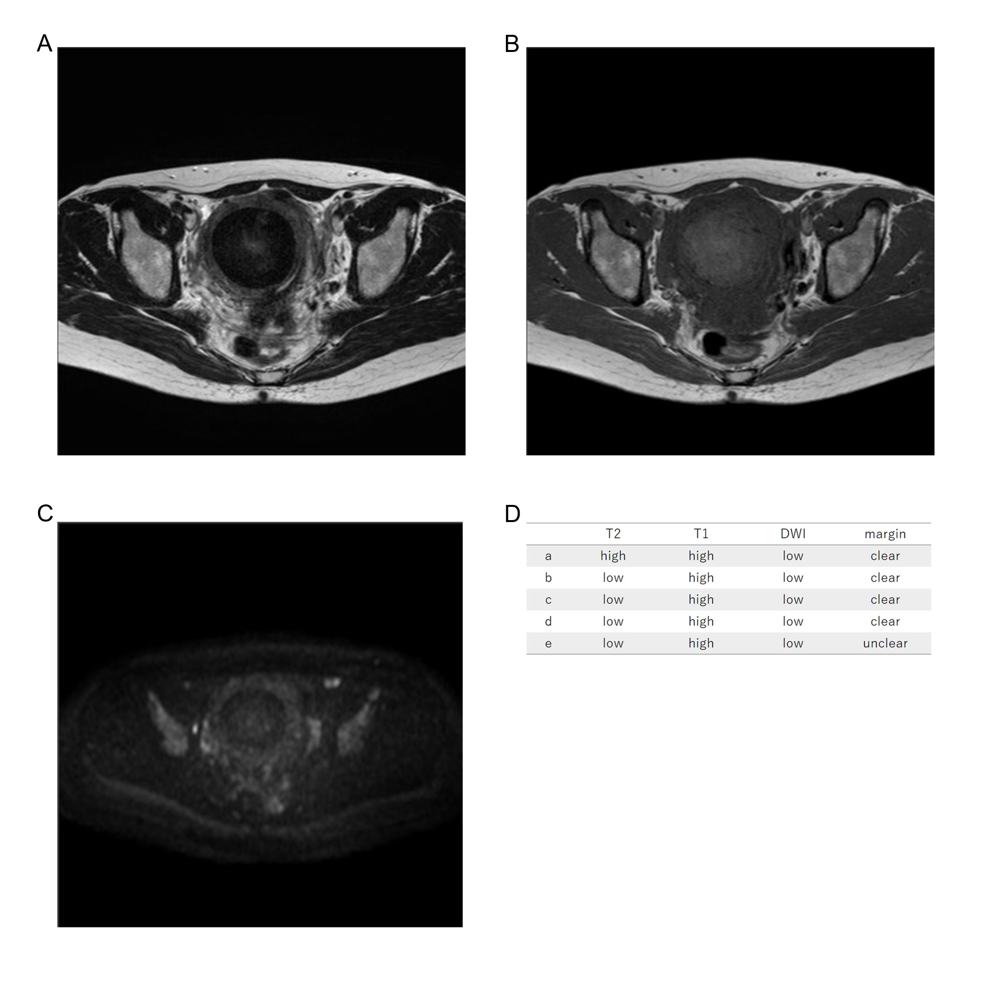 A
B
C
D
T2 T1 DWI margin
a high high low clear
b low high low clear
c low high low clear
d low high low clear
e low high low unclear